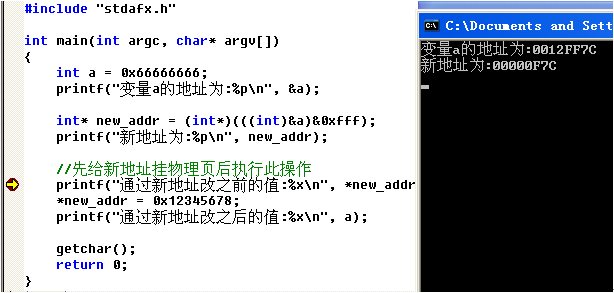 #include "stdafx.h"
int main(int argc, char* argv[])
{
int a = 0x66666666;
printf("变量a的地址为:%p\n", &a);
int* new_addr = (int*)(((int)&a)&0xfff);
printf("新地址为:%p\n", new_addr);
//先给新地址挂物理页后执行此操作
printf("通过新地址改之前的值:%x\n", *new_addr
*new_addr = 0x12345678;
printf("通过新地址改之后的值:%x\n", a);
getchar();
return 0;
}
C:\Documents and Sett
变量a的地址为:0012FF7C
新地址为:00000F7C